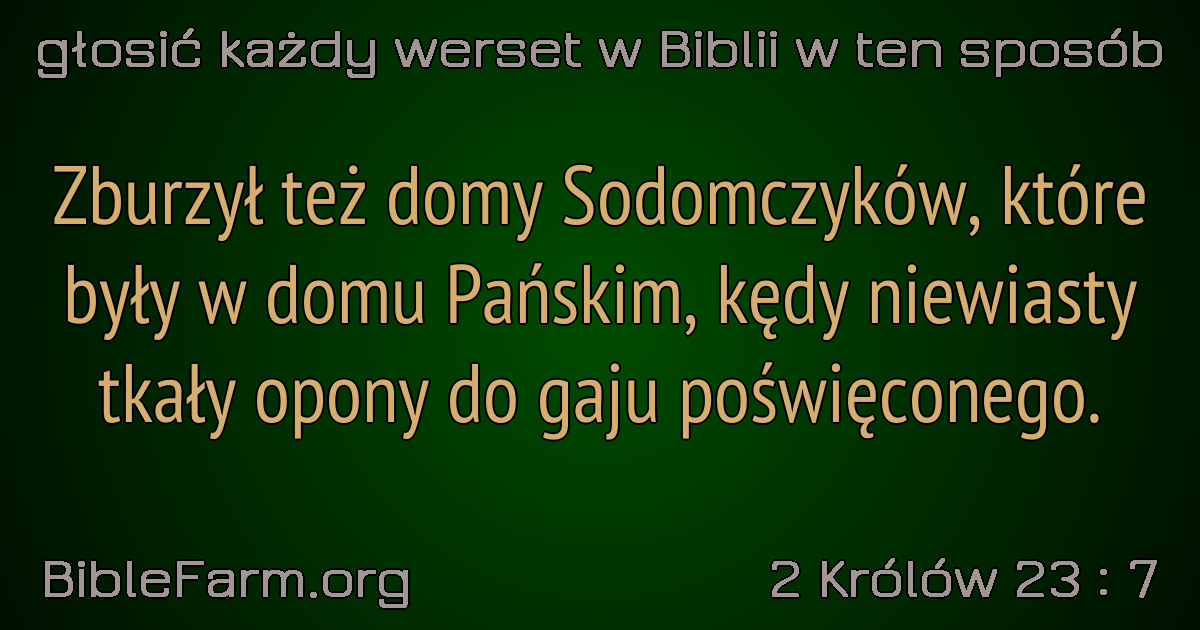 głosić każdy werset w Biblii w ten sposób
Zburzył też domy Sodomczyków, które
były w domu Pańskim, kędy niewiasty
tkały opony do gaju poświęconego.
BibleFarm.org
2 Królów 23 : 7